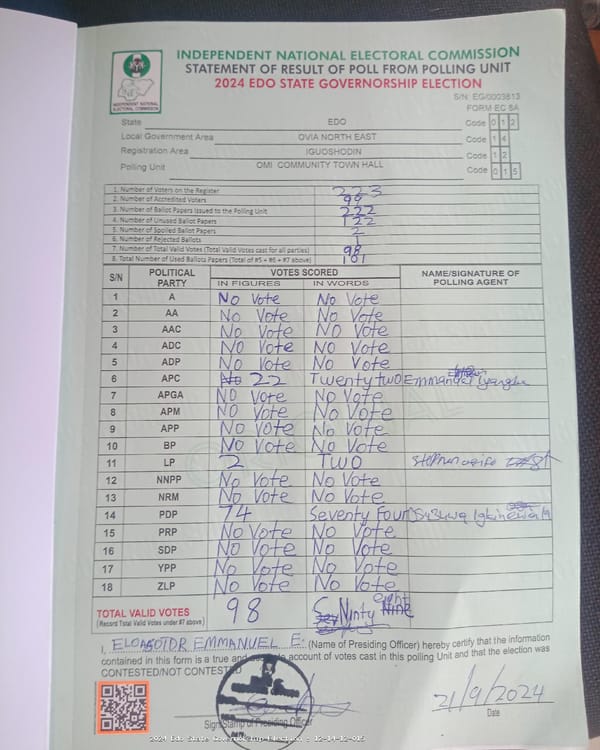 INDEPENDENT NATIONAL ELECTORAL COMMISSION
STATEMENT OF RESULT OF POLL FROM POLLING UNIT
2024 EDO STATE GOVERNORSHIP ELECTION
INDEPENDENT NATIONAL ELECTORAL COMMISSION
S/N: EG/0003813
FORM EC 8A
State EDO Code 0 1 2
Local Government Area OVIA NORTH EAST Code 1 4
Registration Area IGUOSHODIN Code 1 2
Polling Unit OMI COMMUNITY TOWN HALL Code 0 1 5
1. Number of Voters on the Register 223
2. Number of Accredited Voters 99
3. Number of Ballot Papers Issued to the Polling Unit 222
4. Number of Unused Ballot Papers 122
5. Number of Spoiled Ballot Papers 2
6. Number of Rejected Ballots 1
7. Number of Total Valid Votes (Total Valid Votes cast for all parties) 98
8. Total Number of Used Ballots Papers (Total of #5 + #6 + #7 above) 101
S/N POLITICAL PARTY VOTES SCORED NAME/SIGNATURE OF POLLING AGENT
IN FIGURES IN WORDS
1 A No Vote No Vote
2 AA No Vote No Vote
3 AAC No Vote No Vote
4 ADC No Vote No Vote
5 ADP No Vote No Vote
6 APC 22 Twenty two Emmanuel
7 APGA No Vote No Vote
8 APM No Vote No Vote
9 APP No Vote No Vote
10 BP No Vote No Vote
11 LP 2 Two
12 NNPP No Vote No Vote
13 NRM No Vote No Vote
14 PDP 74 Seventy Four
15 PRP No Vote No Vote
16 SDP No Vote No Vote
17 YPP No Vote No Vote
18 ZLP No Vote No Vote
TOTAL VALID VOTES 98 Ninty eight
(Record Total Valid Votes under #7 above)
I, EMMANUEL E. (Name of Presiding Officer) hereby certify that the information
contained in this form is a true and account of votes cast in this polling Unit and that the election was
CONTESTED/NOT CONTESTED
21/9/2024
Sign/Stamp of Presiding Officer Date
2024 Edo State Governorship Election : 12-14-12-015